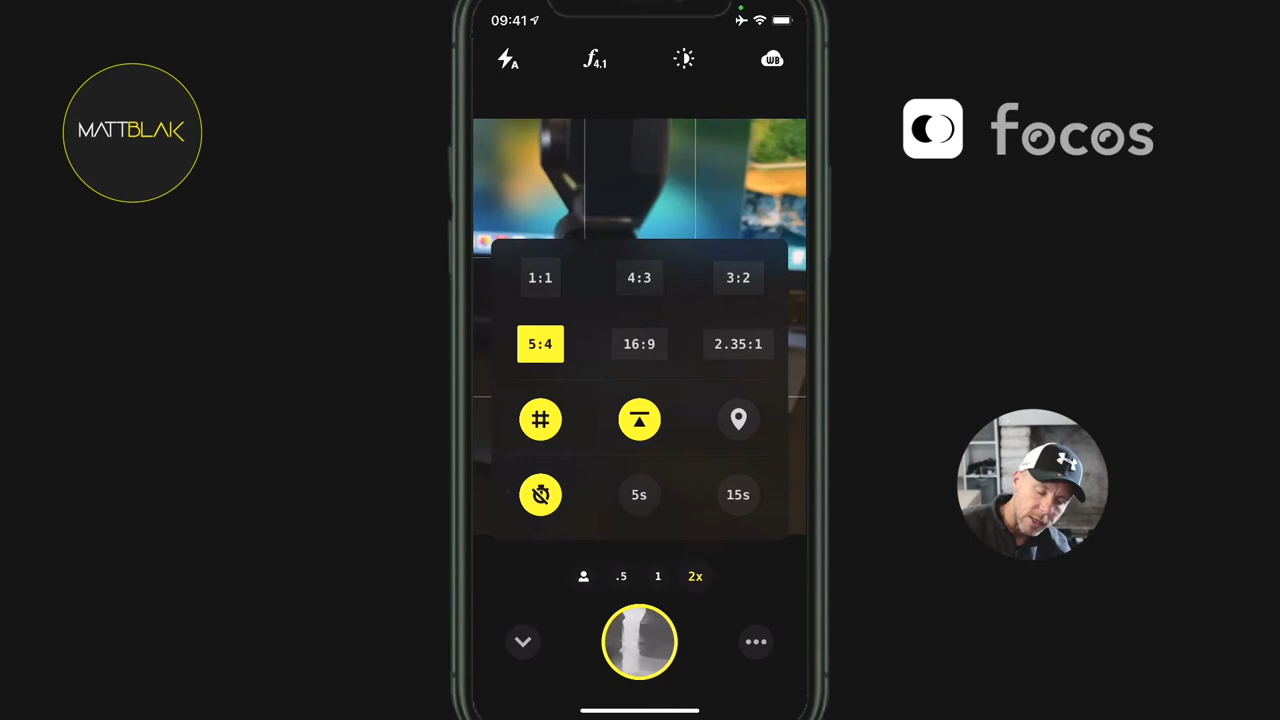 09:41
A
f4.1
WB
MATTBLAK
focos
1:1
4:3
3:2
5:4
16:9
2.35:1
5s
15s
.5
1
2x